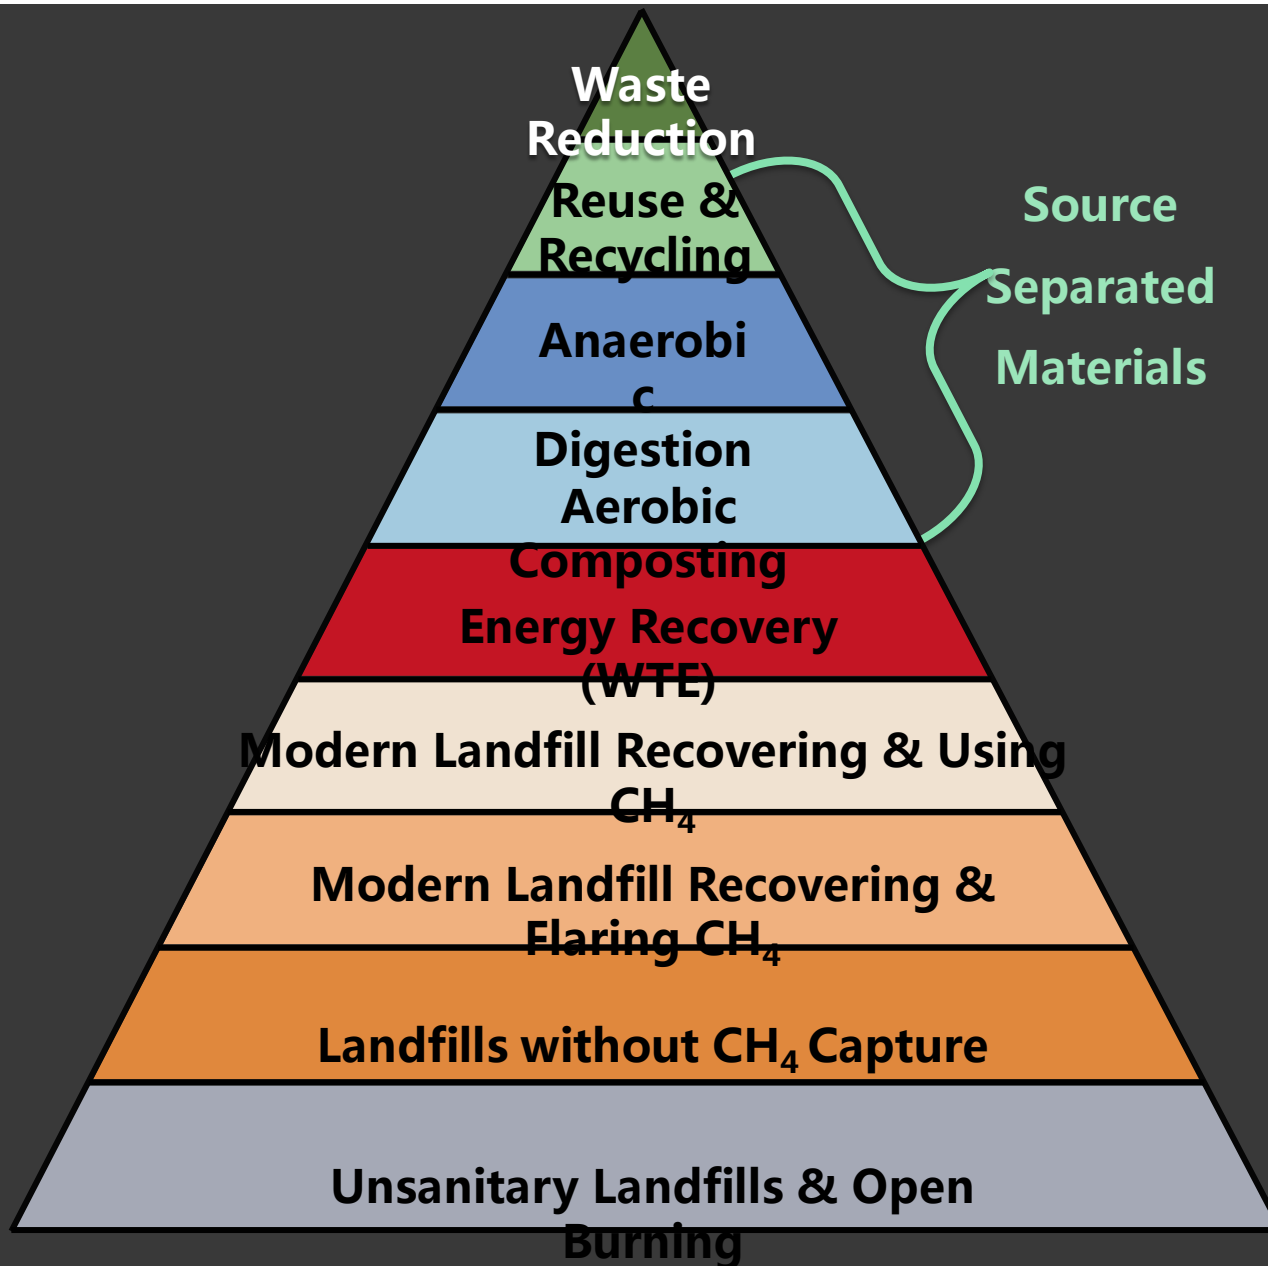 Waste
Reduction
Reuse &
Recycling
Anaerobi
c
Digestion
Aerobic
Composting
Energy Recovery
(WTE)
Modern Landfill Recovering & Using
CH₄
Modern Landfill Recovering &
Flaring CH₄
Landfills without CH₄ Capture
Unsanitary Landfills & Open
Burning
Source
Separated
Materials